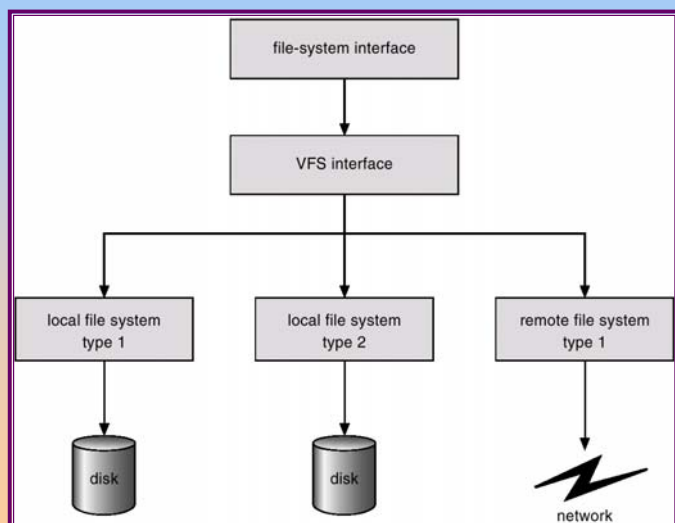 file-system interface
VFS interface
local file system
type 1
local file system
type 2
remote file system
type 1
disk
disk
network